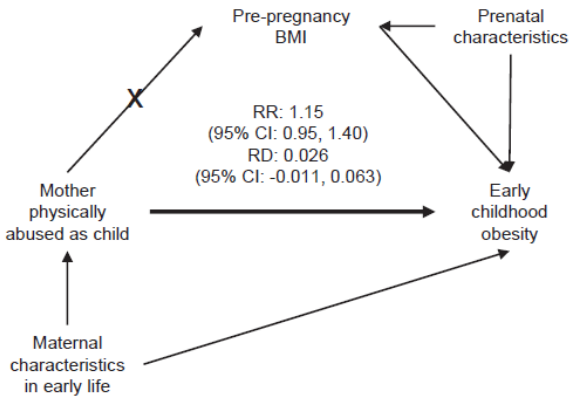 Pre-pregnancy
BMI
Prenatal
characteristics
X
RR: 1.15
(95% CI: 0.95, 1.40)
RD: 0.026
(95% CI: -0.011, 0.063)
Mother
physically
abused as child
Early
childhood
obesity
Maternal
characteristics
in early life